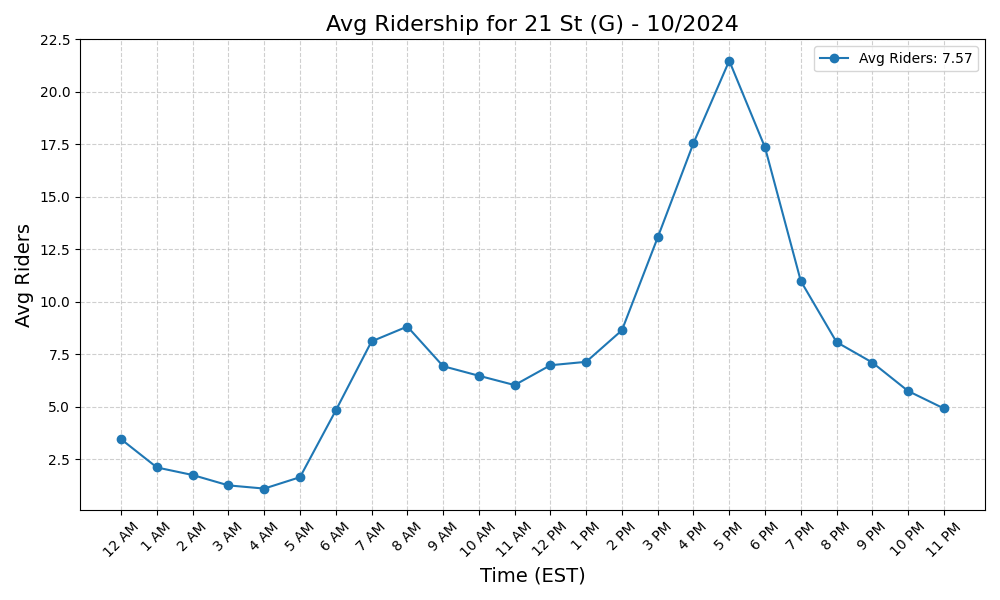 Avg Ridership for 21 St (G) - 10/2024
Avg Riders: 7.57
22.5
20.0
17.5
15.0
12.5
10.0
7.5
5.0
2.5
Avg Riders
12 AM
1 AM
2 AM
3 AM
4 AM
5 AM
6 AM
7 AM
8 AM
9 AM
10 AM
11 AM
12 PM
1 PM
2 PM
3 PM
4 PM
5 PM
6 PM
7 PM
8 PM
9 PM
10 PM
11 PM
Time (EST)